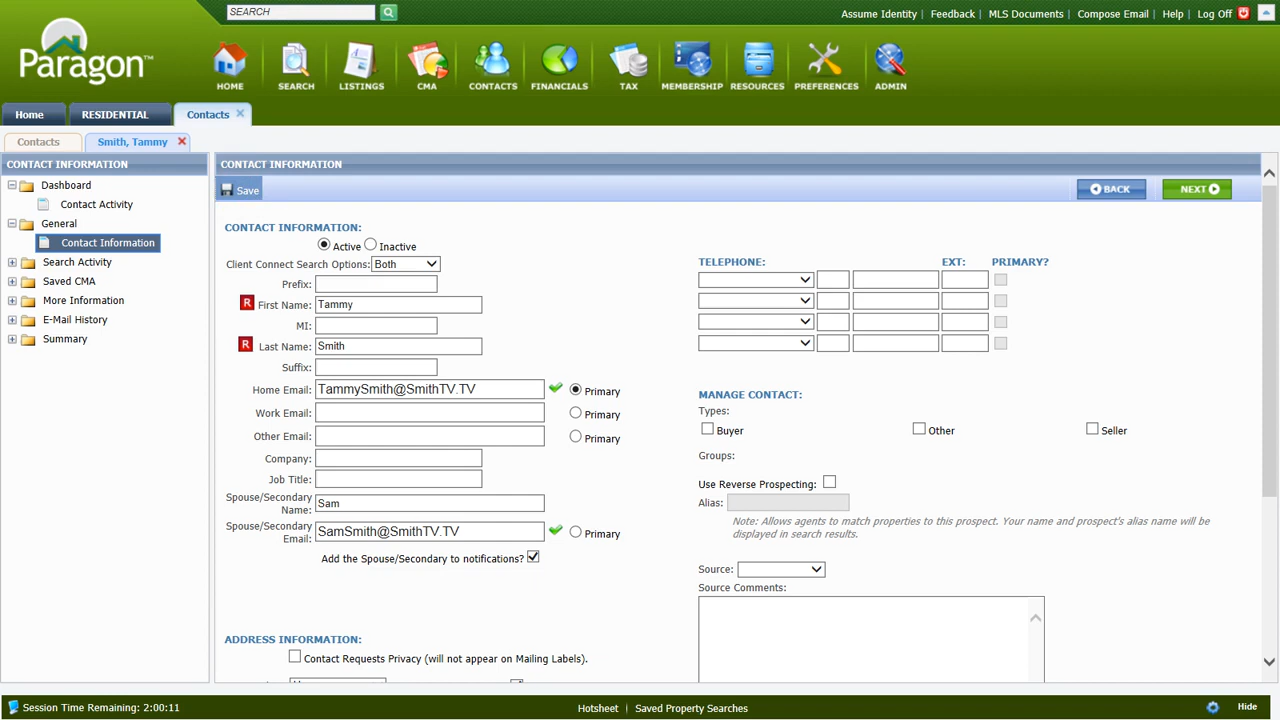 SEARCH
Assume Identity | Feedback | MLS Documents | Compose Email | Help | Log Off
Paragon™
HOME SEARCH LISTINGS CMA CONTACTS FINANCIALS TAX MEMBERSHIP RESOURCES PREFERENCES ADMIN
Home RESIDENTIAL Contacts
Contacts Smith, Tammy
CONTACT INFORMATION
Dashboard
Contact Activity
General
Contact Information
Search Activity
Saved CMA
More Information
E-Mail History
Summary
CONTACT INFORMATION
Save BACK NEXT
CONTACT INFORMATION:
Active Inactive
Client Connect Search Options: Both
Prefix:
R First Name: Tammy
MI:
R Last Name: Smith
Suffix:
Home Email: TammySmith@SmithTV.TV Primary
Work Email: Primary
Other Email: Primary
Company:
Job Title:
Spouse/Secondary
Name: Sam
Spouse/Secondary
Email: SamSmith@SmithTV.TV Primary
Add the Spouse/Secondary to notifications?
ADDRESS INFORMATION:
Contact Requests Privacy (will not appear on Mailing Labels).
TELEPHONE: EXT: PRIMARY?
MANAGE CONTACT:
Types:
Buyer Other Seller
Groups:
Use Reverse Prospecting:
Alias:
Note: Allows agents to match properties to this prospect. Your name and prospect's alias name will be
displayed in search results.
Source:
Source Comments:
Session Time Remaining: 2:00:11 Hotsheet | Saved Property Searches Hide